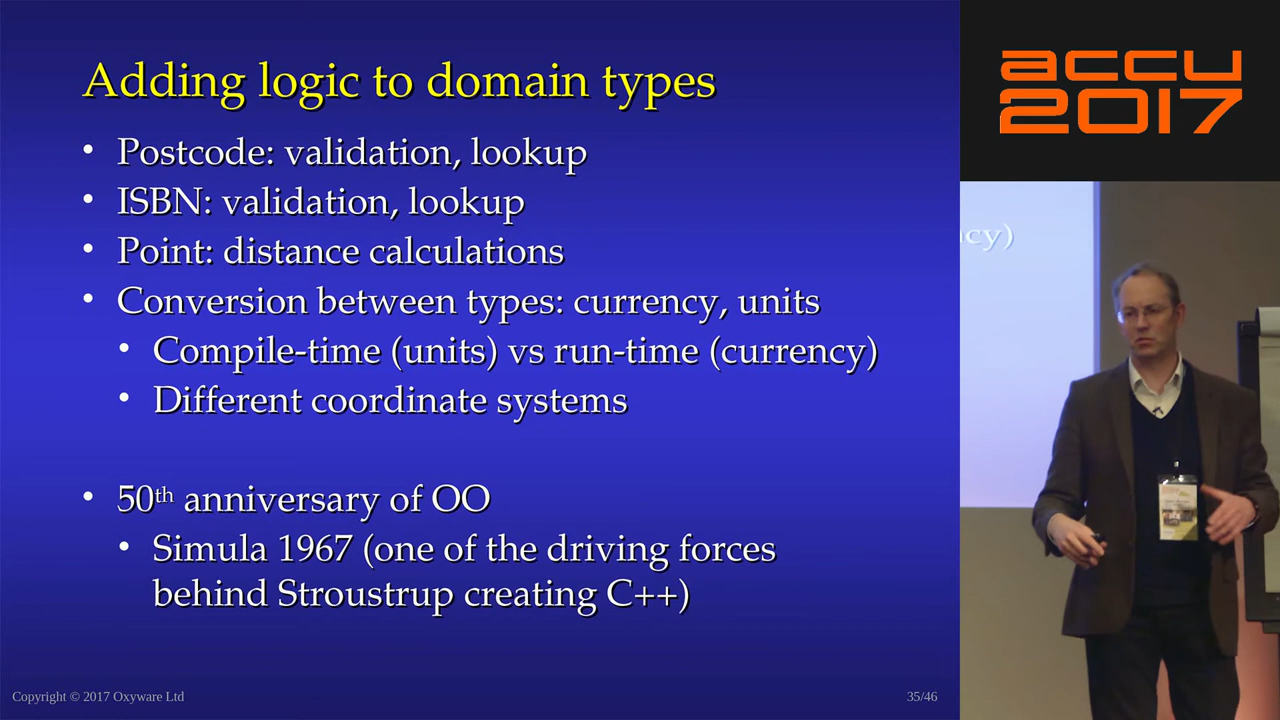 Adding logic to domain types
• Postcode: validation, lookup
• ISBN: validation, lookup
• Point: distance calculations
• Conversion between types: currency, units
• Compile-time (units) vs run-time (currency)
• Different coordinate systems
• 50th anniversary of OO
• Simula 1967 (one of the driving forces
behind Stroustrup creating C++)
Copyright © 2017 Oxyware Ltd
35/46
accu
2017
ncy)